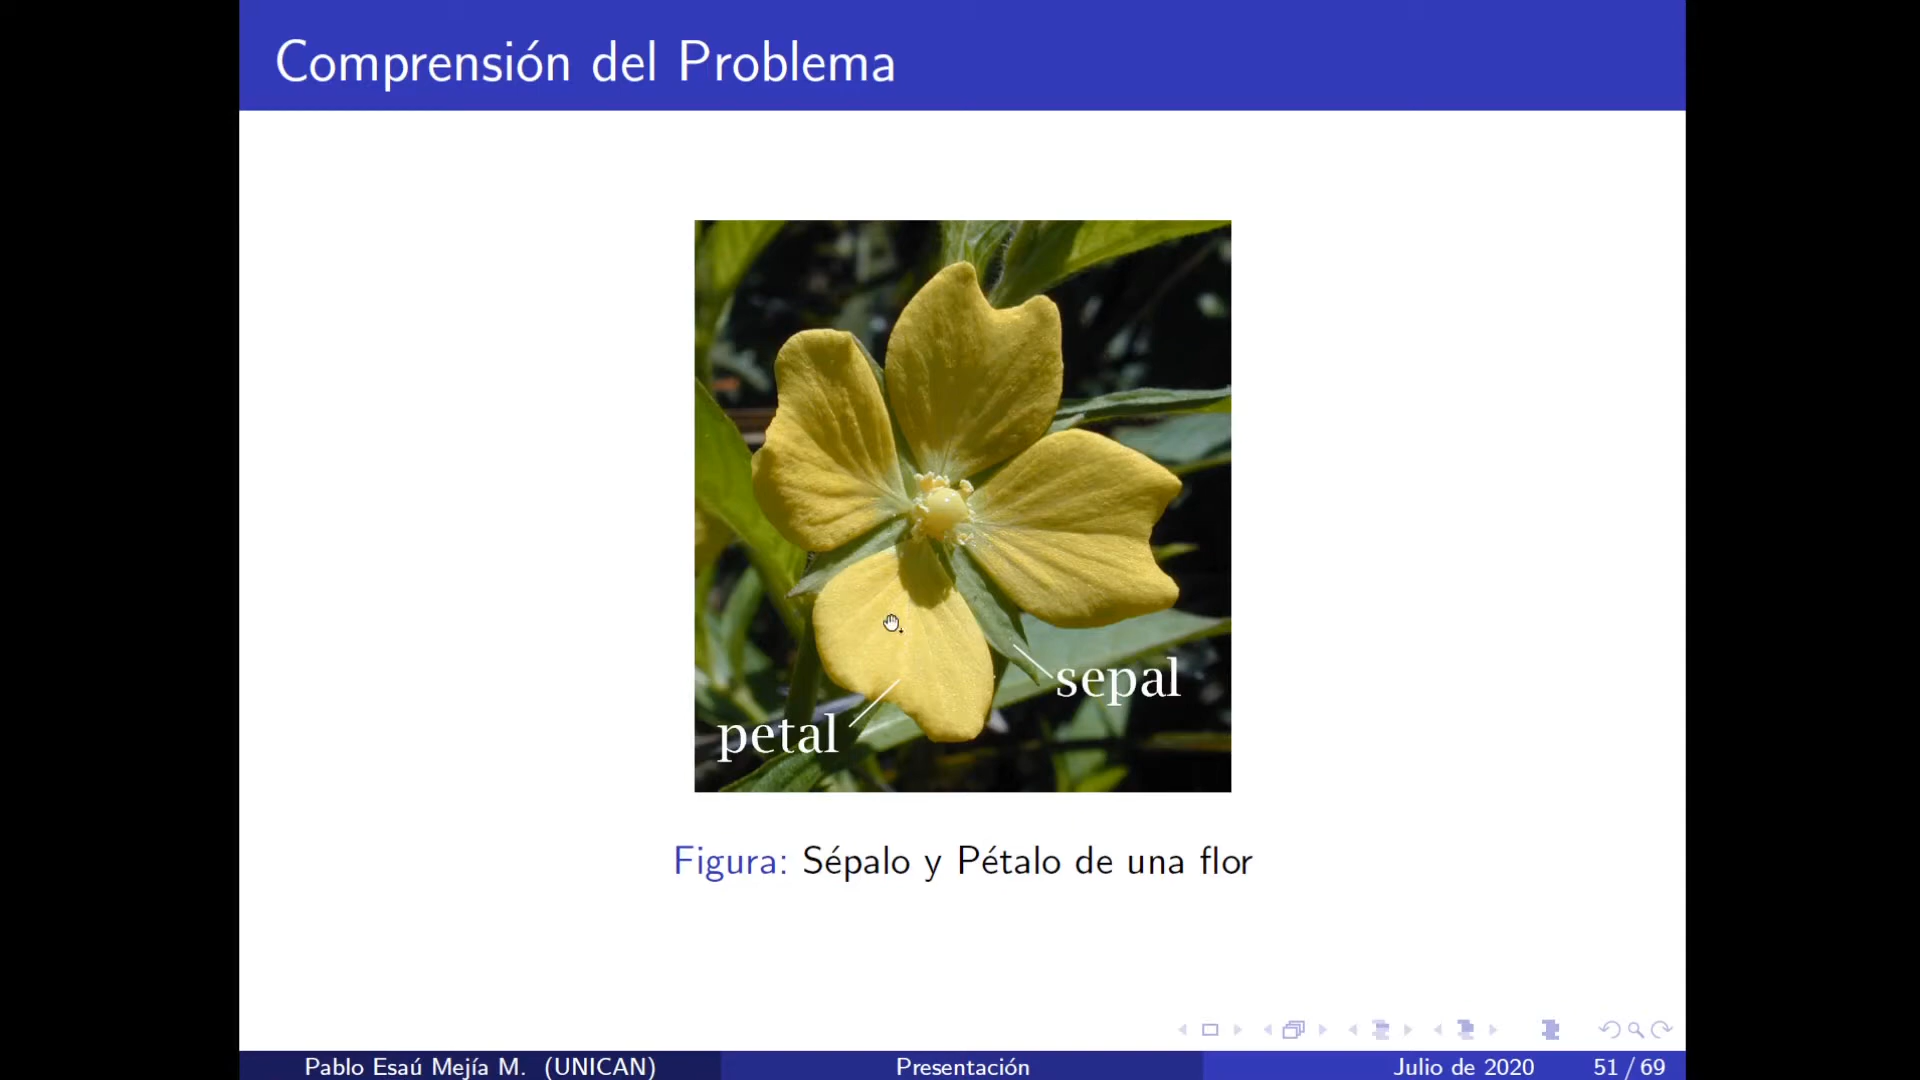 Comprensión del Problema
sepal
petal
Figura: Sépalo y Pétalo de una flor
Pablo Esaú Mejía M. (UNICAN)
Presentación
Julio de 2020
51 / 69